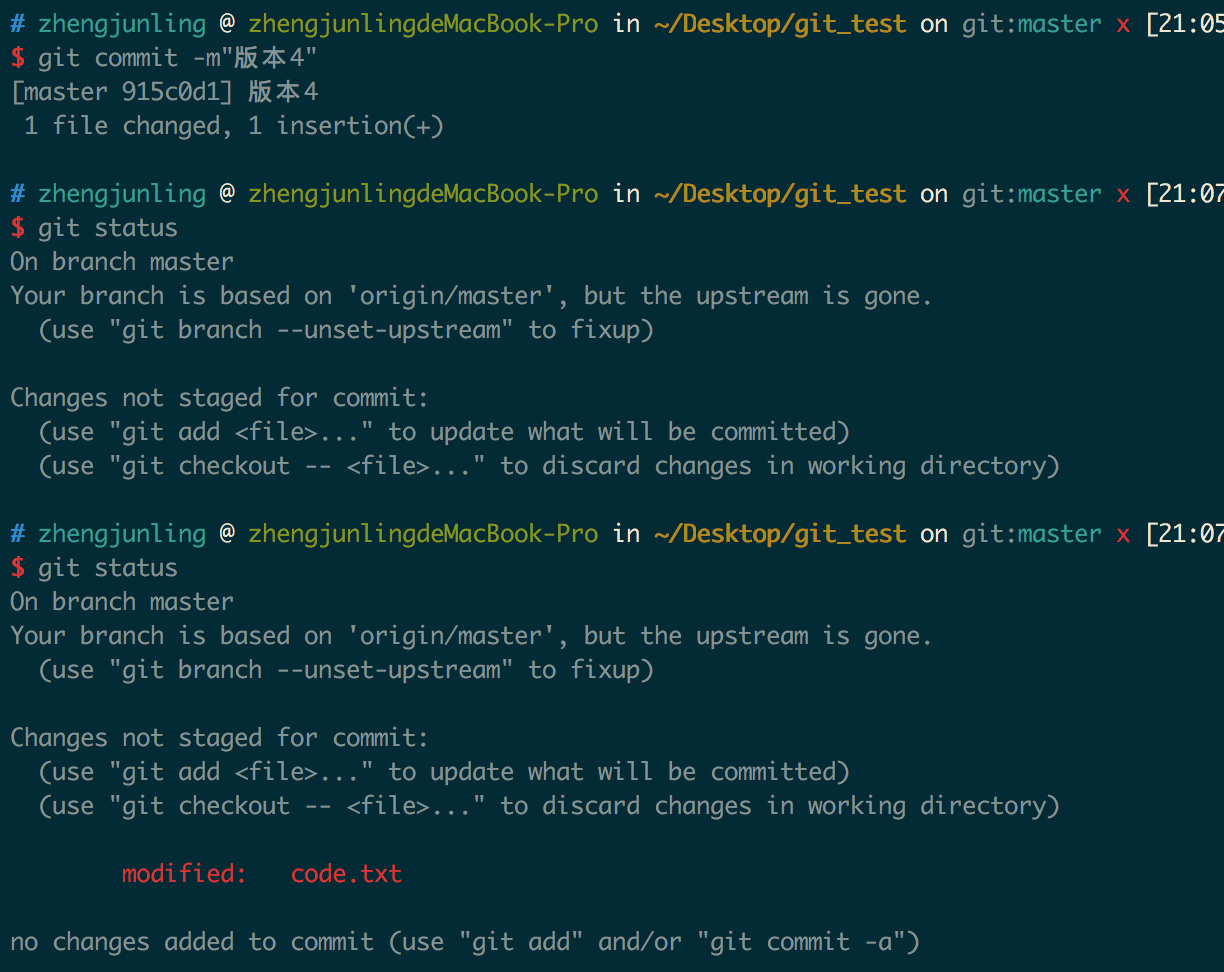 # zhengjunling @ zhengjunlingdeMacBook-Pro in ~/Desktop/git_test on git:master x [21:05
$ git commit -m"版本4"
[master 915c0d1] 版本4
 1 file changed, 1 insertion(+)
# zhengjunling @ zhengjunlingdeMacBook-Pro in ~/Desktop/git_test on git:master x [21:07
$ git status
On branch master
Your branch is based on 'origin/master', but the upstream is gone.
  (use "git branch --unset-upstream" to fixup)
Changes not staged for commit:
  (use "git add <file>..." to update what will be committed)
  (use "git checkout -- <file>..." to discard changes in working directory)
# zhengjunling @ zhengjunlingdeMacBook-Pro in ~/Desktop/git_test on git:master x [21:07
$ git status
On branch master
Your branch is based on 'origin/master', but the upstream is gone.
  (use "git branch --unset-upstream" to fixup)
Changes not staged for commit:
  (use "git add <file>..." to update what will be committed)
  (use "git checkout -- <file>..." to discard changes in working directory)
        modified:   code.txt
no changes added to commit (use "git add" and/or "git commit -a")